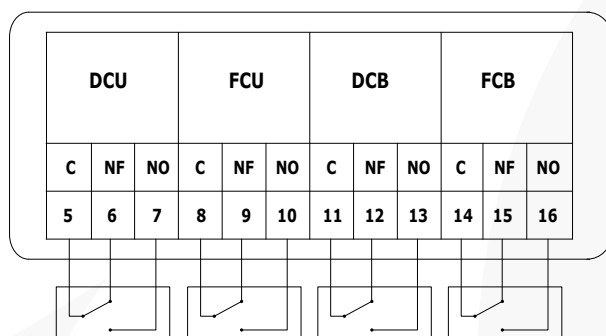 DCU FCU DCB FCB
C NF NO C NF NO C NF NO C NF NO
5 6 7 8 9 10 11 12 13 14 15 16